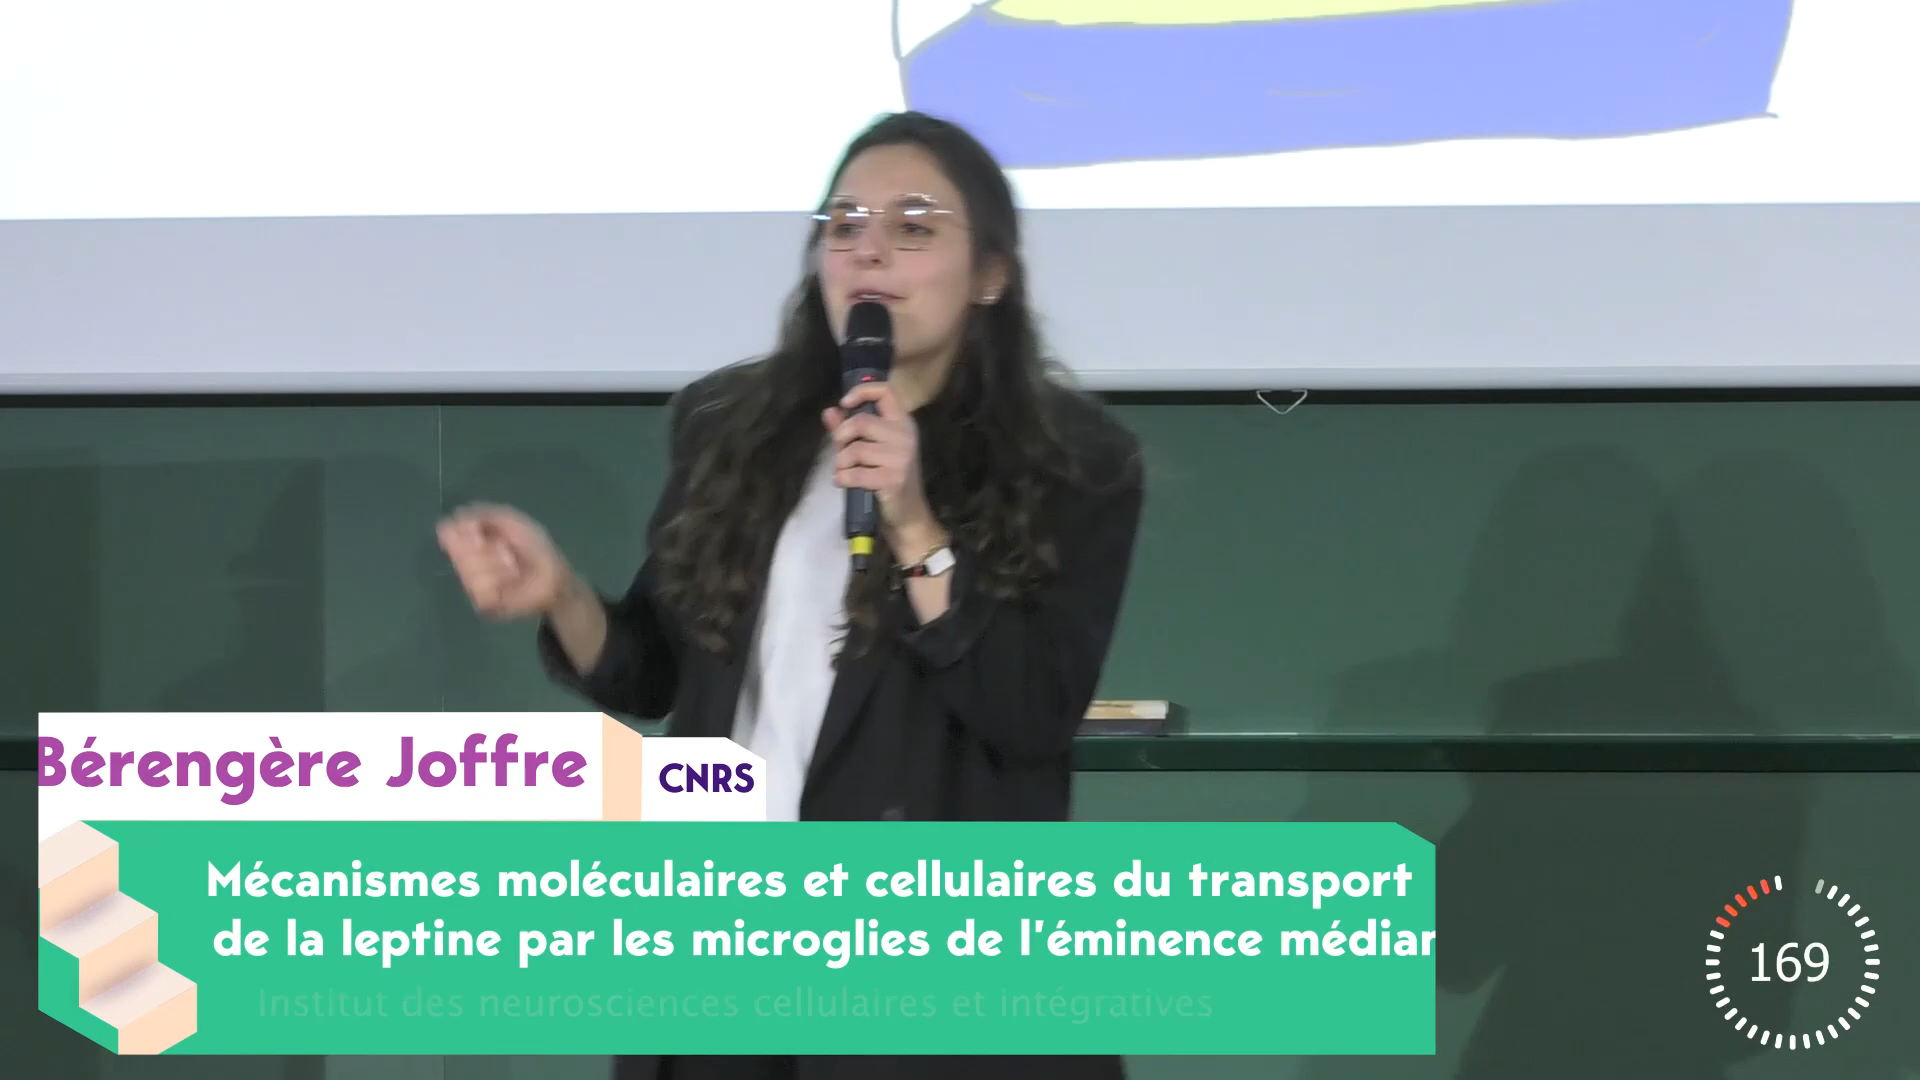 Bérengère Joffre
CNRS
Mécanismes moléculaires et cellulaires du transport
de la leptine par les microglies de l'éminence médian
Institut des neurosciences cellulaires et intégratives
169